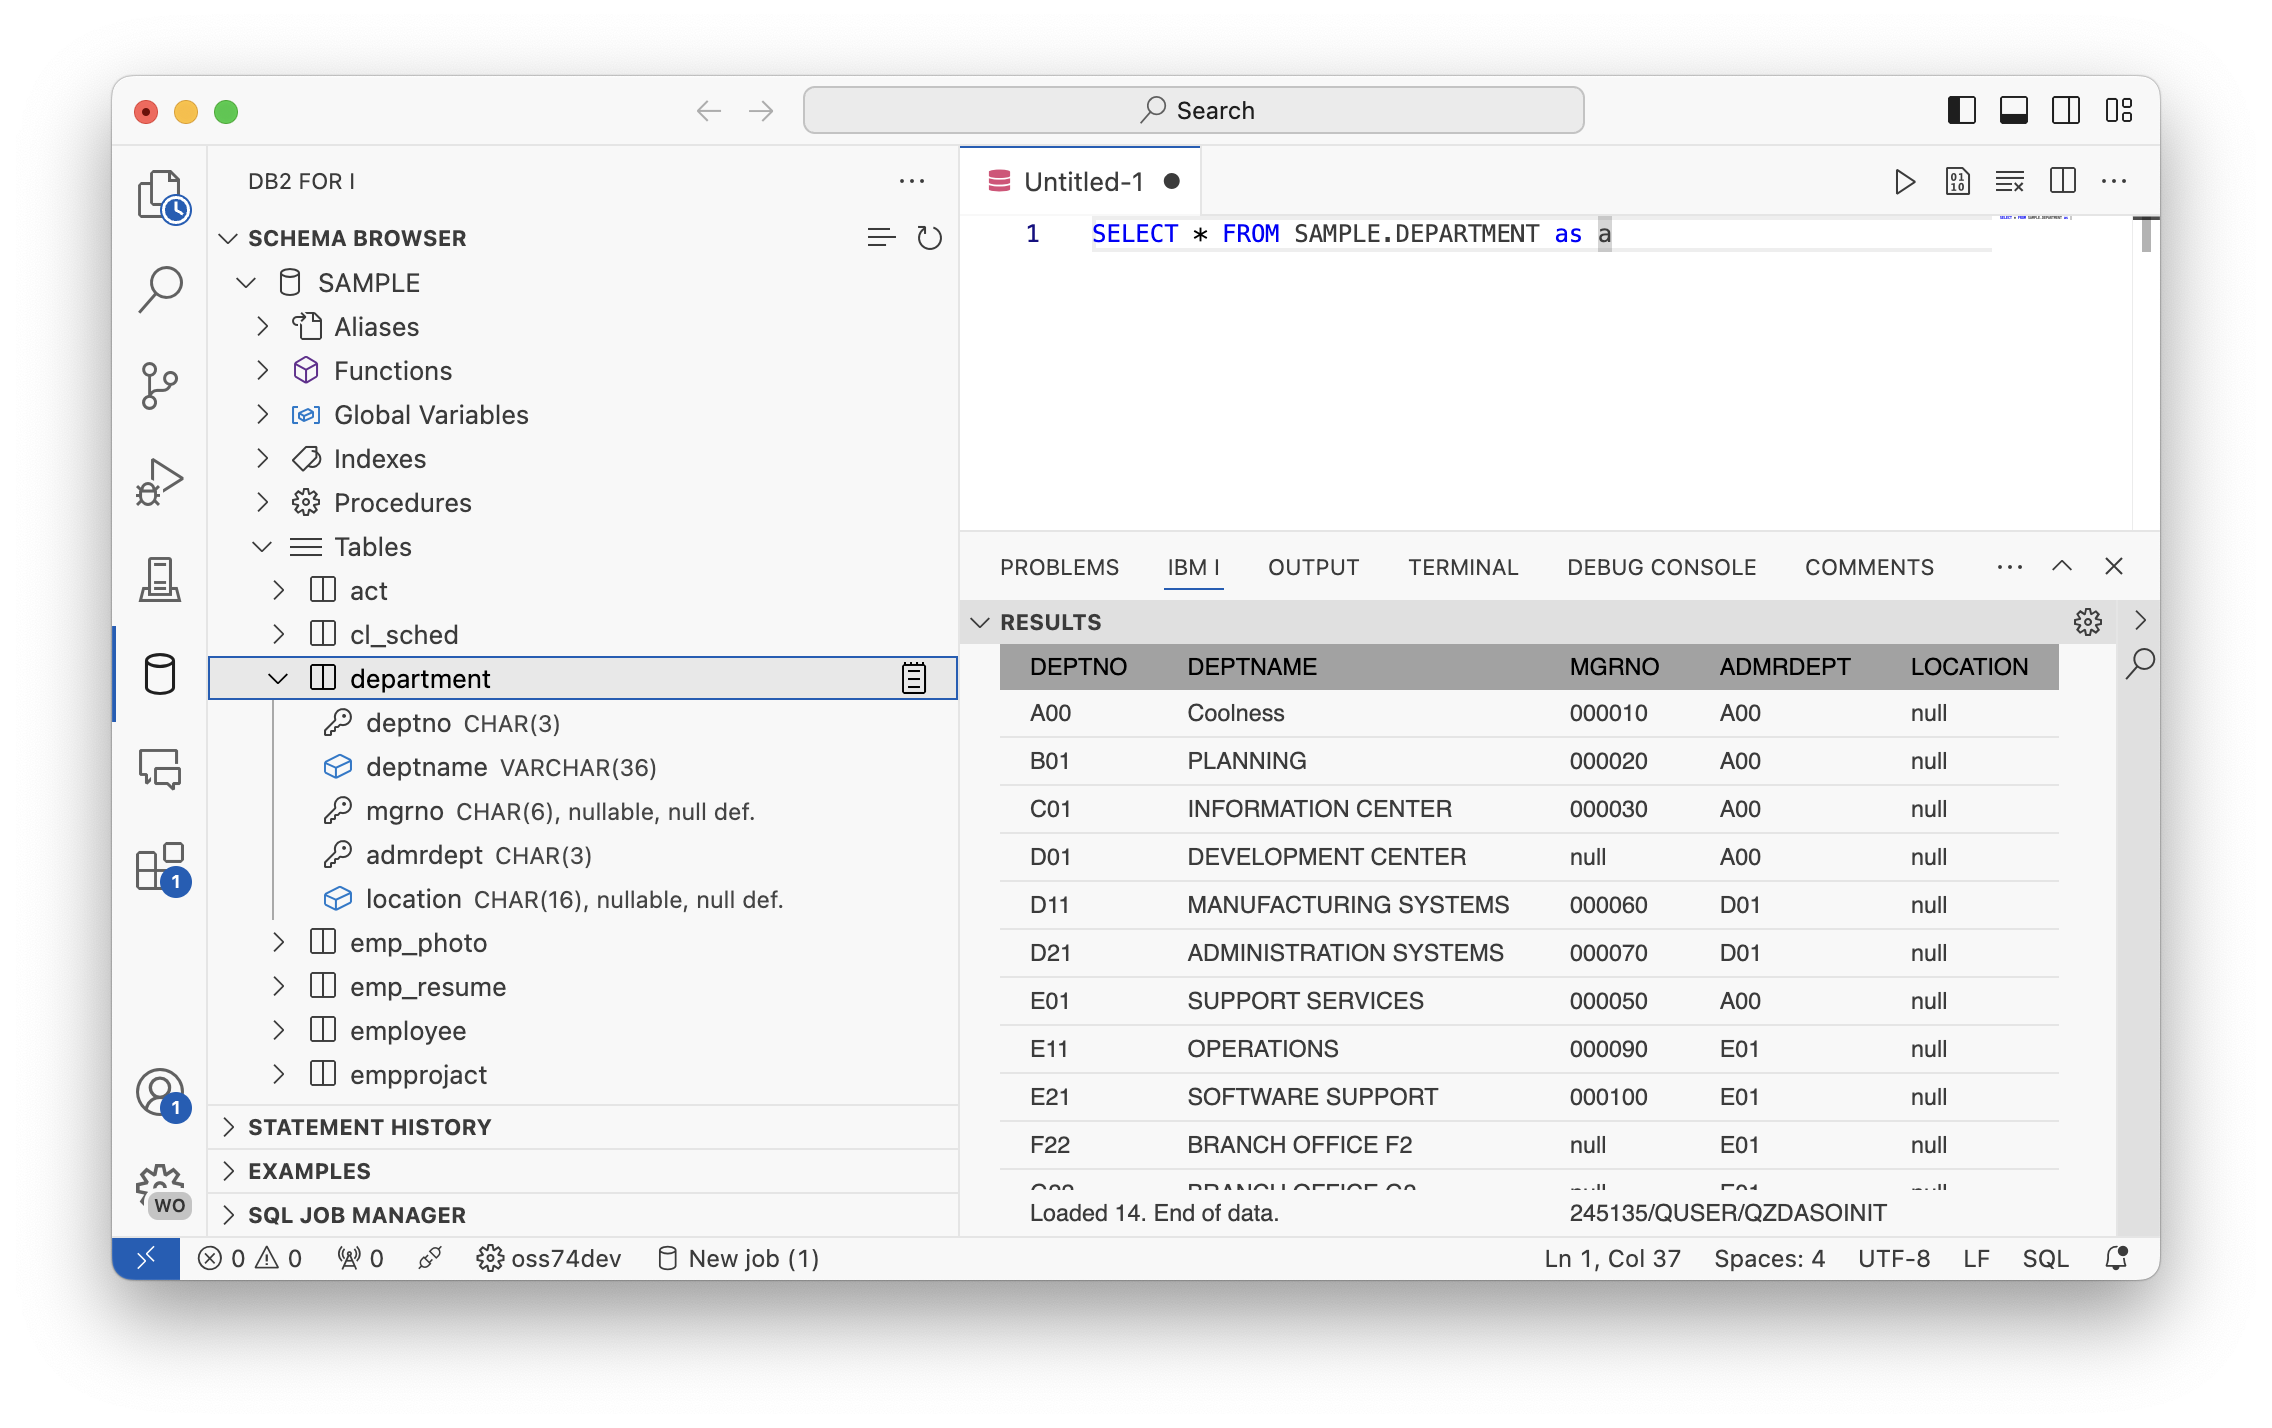 Search
DB2 FOR I
SCHEMA BROWSER
SAMPLE
Aliases
Functions
Global Variables
Indexes
Procedures
Tables
act
cl_sched
department
deptno CHAR(3)
deptname VARCHAR(36)
mgrno CHAR(6), nullable, null def.
admrdept CHAR(3)
location CHAR(16), nullable, null def.
emp_photo
emp_resume
employee
empprojact
STATEMENT HISTORY
EXAMPLES
SQL JOB MANAGER
1
1
WO
Untitled-1
1 SELECT * FROM SAMPLE.DEPARTMENT as a
PROBLEMS IBM I OUTPUT TERMINAL DEBUG CONSOLE COMMENTS
RESULTS
DEPTNO DEPTNAME MGRNO ADMRDEPT LOCATION
A00 Coolness 000010 A00 null
B01 PLANNING 000020 A00 null
C01 INFORMATION CENTER 000030 A00 null
D01 DEVELOPMENT CENTER null A00 null
D11 MANUFACTURING SYSTEMS 000060 D01 null
D21 ADMINISTRATION SYSTEMS 000070 D01 null
E01 SUPPORT SERVICES 000050 A00 null
E11 OPERATIONS 000090 E01 null
E21 SOFTWARE SUPPORT 000100 E01 null
F22 BRANCH OFFICE F2 null E01 null
Loaded 14. End of data. 245135/QUSER/QZDASOINIT
0 0 0 oss74dev New job (1) Ln 1, Col 37 Spaces: 4 UTF-8 LF SQL